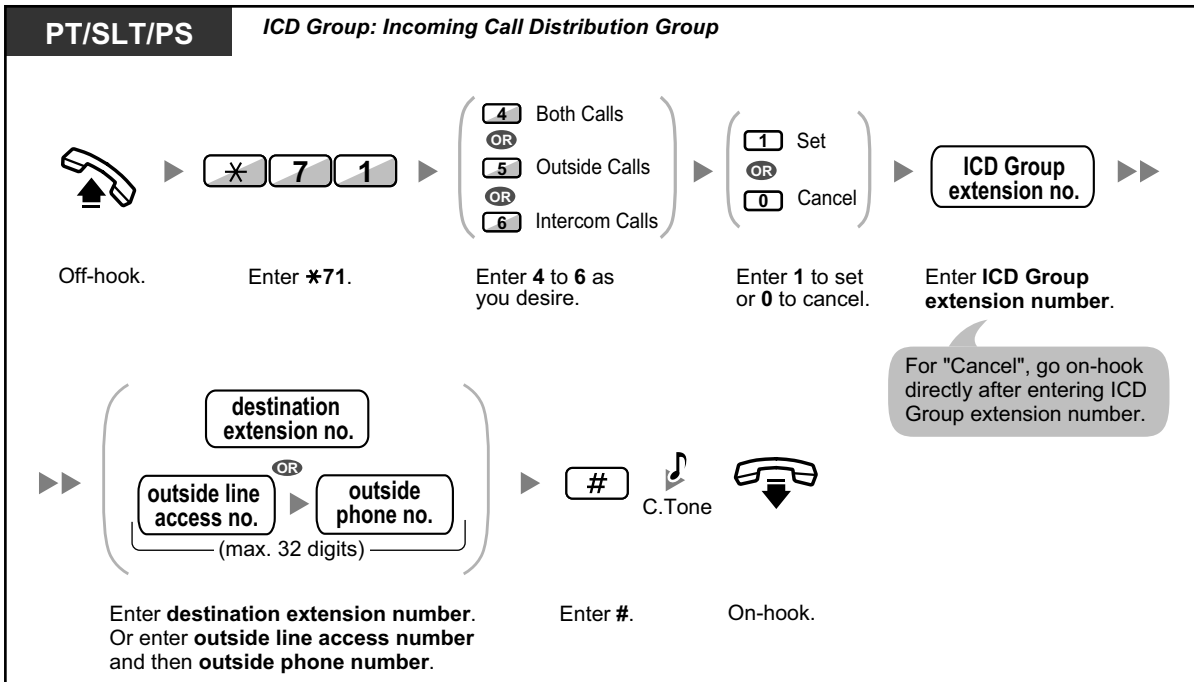 PT/SLT/PS
ICD Group: Incoming Call Distribution Group
4 Both Calls
OR
5 Outside Calls
OR
6 Intercom Calls
1 Set
OR
0 Cancel
ICD Group
extension no.
✳ 7 1
Off-hook.
Enter ✳71.
Enter 4 to 6 as
you desire.
Enter 1 to set
or 0 to cancel.
Enter ICD Group
extension number.
For "Cancel", go on-hook
directly after entering ICD
Group extension number.
destination
extension no.
OR
outside line
access no.
outside
phone no.
(max. 32 digits)
#
C.Tone
Enter destination extension number.
Or enter outside line access number
and then outside phone number.
Enter #.
On-hook.